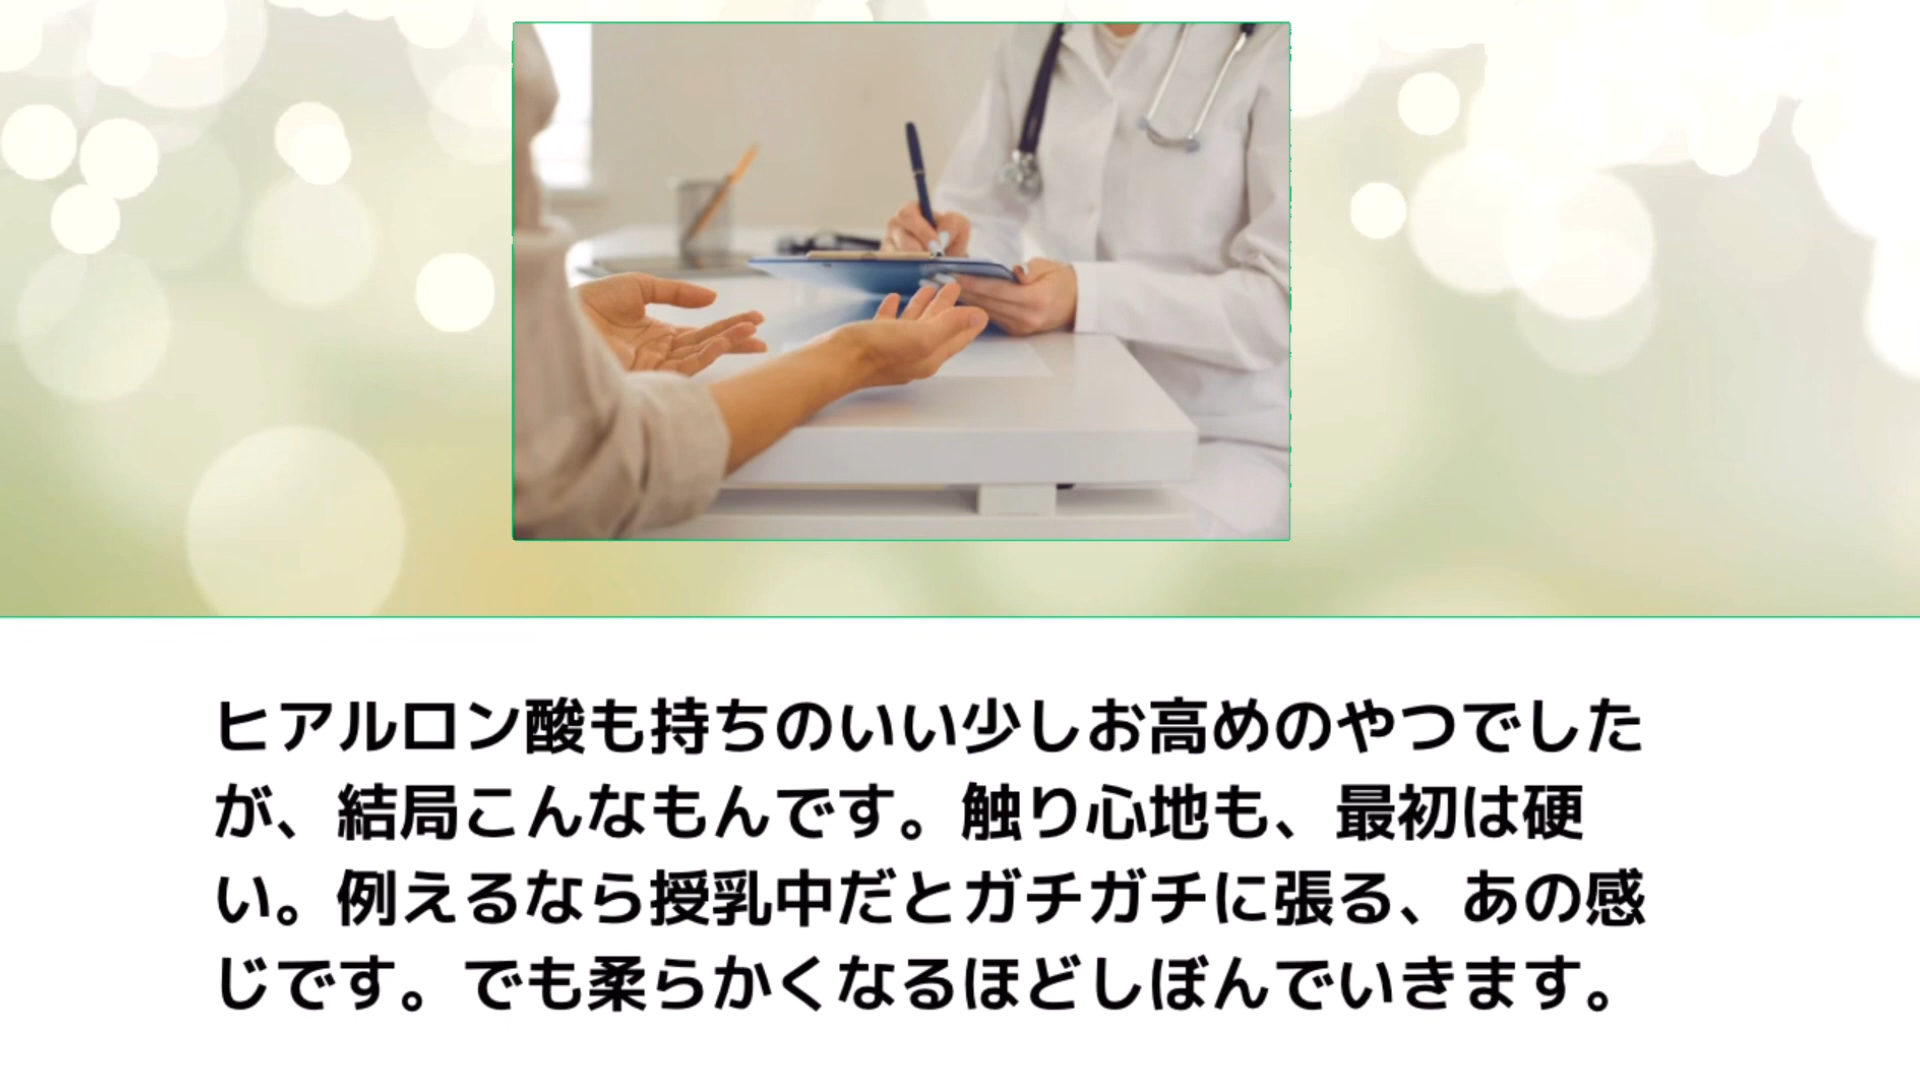 ヒアルロン酸も持ちのいい少しお高めのやつでした
が、結局こんなもんです。触り心地も、最初は硬
い。例えるなら授乳中だとガチガチに張る、あの感
じです。でも柔らかくなるほどしぼんでいきます。